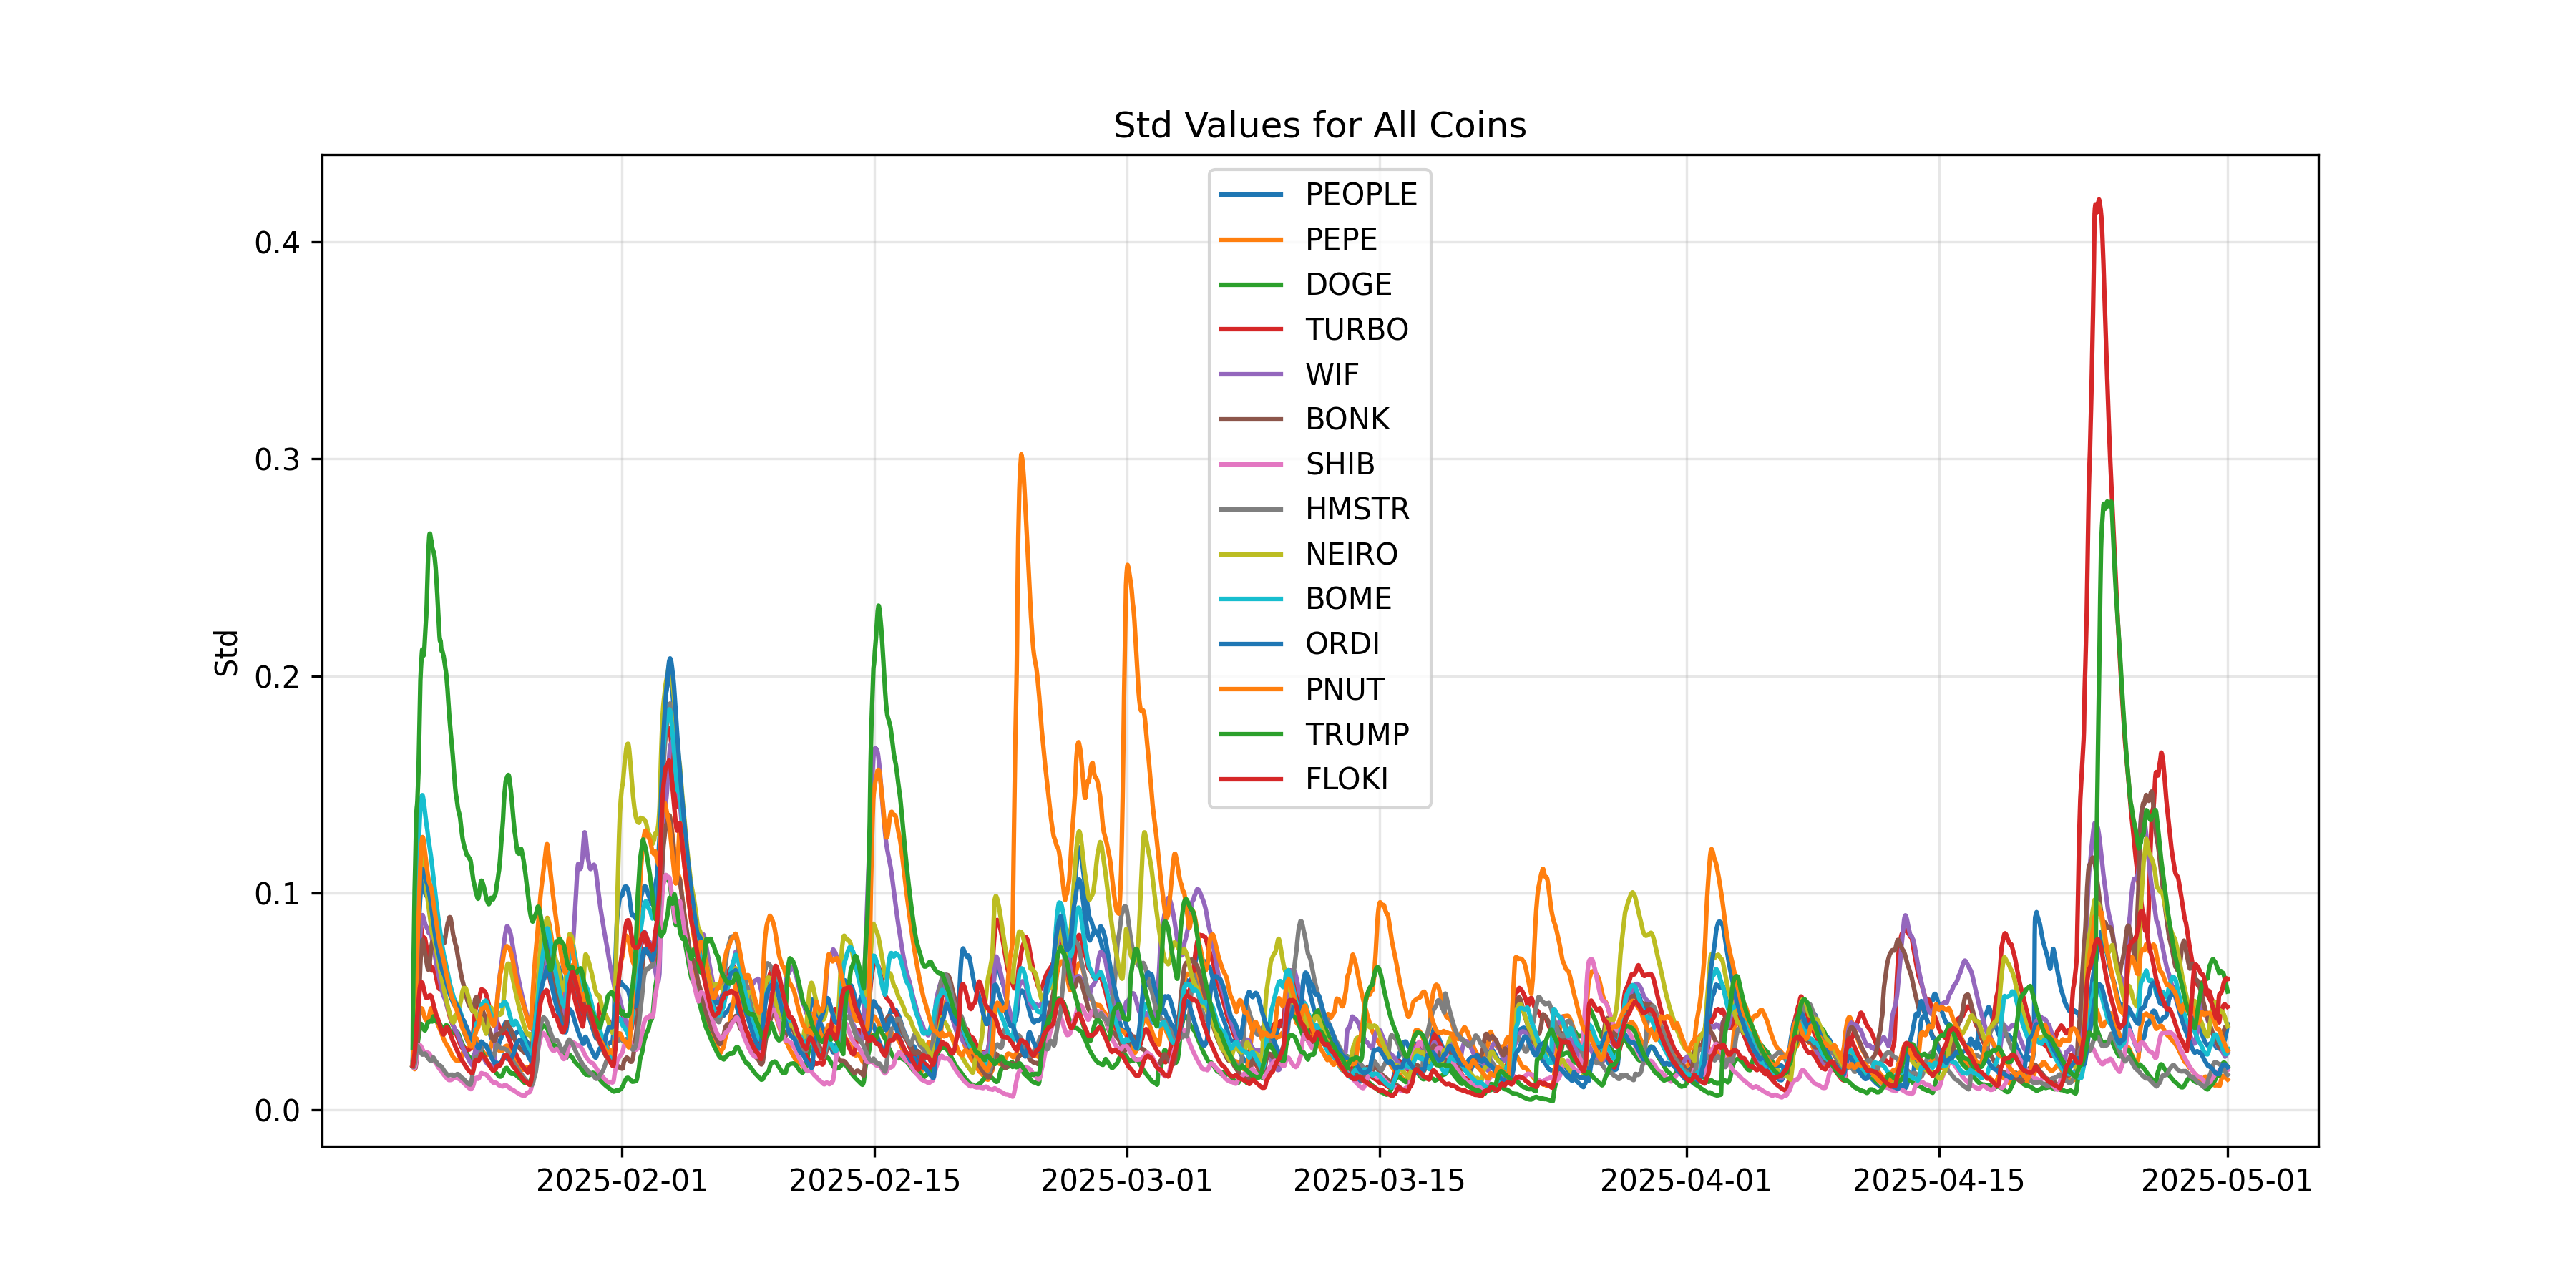 Std Values for All Coins
PEOPLE
PEPE
DOGE
TURBO
WIF
BONK
SHIB
HMSTR
NEIRO
BOME
ORDI
PNUT
TRUMP
FLOKI
Std
0.4
0.3
0.2
0.1
0.0
2025-02-01
2025-02-15
2025-03-01
2025-03-15
2025-04-01
2025-04-15
2025-05-01